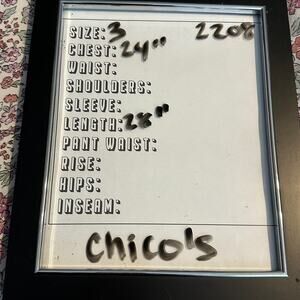 SIZE: 3 2208
CHEST: 24"
WAIST:
SHOULDERS:
SLEEVE:
LENGTH: 28"
PANT WAIST:
RISE:
HIPS:
INSEAM:
Chico's